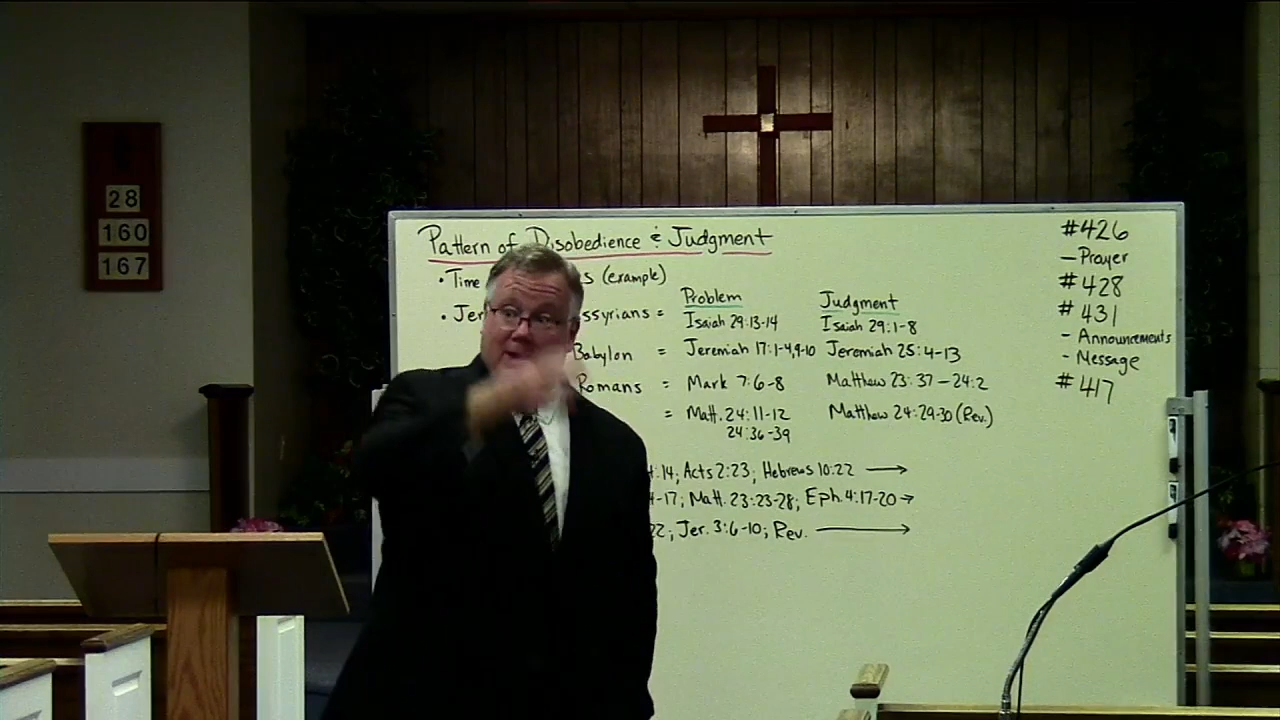 28
160
167
Pattern of Disobedience & Judgment
• Time s (example)
Problem Judgment
• Jer ssyrians = Isaiah 29:13-14 Isaiah 29:1-8
Babylon = Jeremiah 17:1-4,9-10 Jeremiah 25:4-13
Romans = Mark 7:6-8 Matthew 23:37-24:2
= Matt. 24:11-12 Matthew 24:29-30 (Rev.)
24:36-39
t.14; Acts 2:23; Hebrews 10:22 →
4-17; Matt. 23:23-28; Eph. 4:17-20 →
22; Jer. 3:6-10; Rev. →
#426
- Prayer
#428
#431
- Announcements
- Message
#417